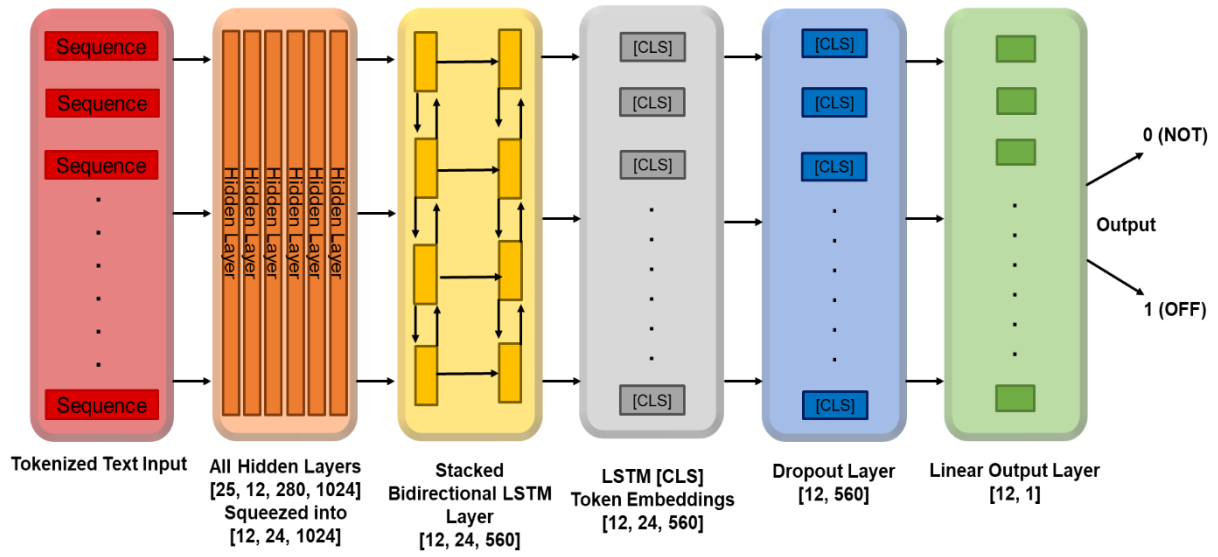 Sequence
Sequence
Sequence
Sequence
Hidden Layer
Hidden Layer
Hidden Layer
Hidden Layer
Hidden Layer
Hidden Layer
[CLS]
[CLS]
[CLS]
[CLS]
[CLS]
[CLS]
[CLS]
[CLS]
0 (NOT)
Output
1 (OFF)
Tokenized Text Input
All Hidden Layers
[25, 12, 280, 1024]
Squeezed into
[12, 24, 1024]
Stacked
Bidirectional LSTM
Layer
[12, 24, 560]
LSTM [CLS]
Token Embeddings
[12, 24, 560]
Dropout Layer
[12, 560]
Linear Output Layer
[12, 1]